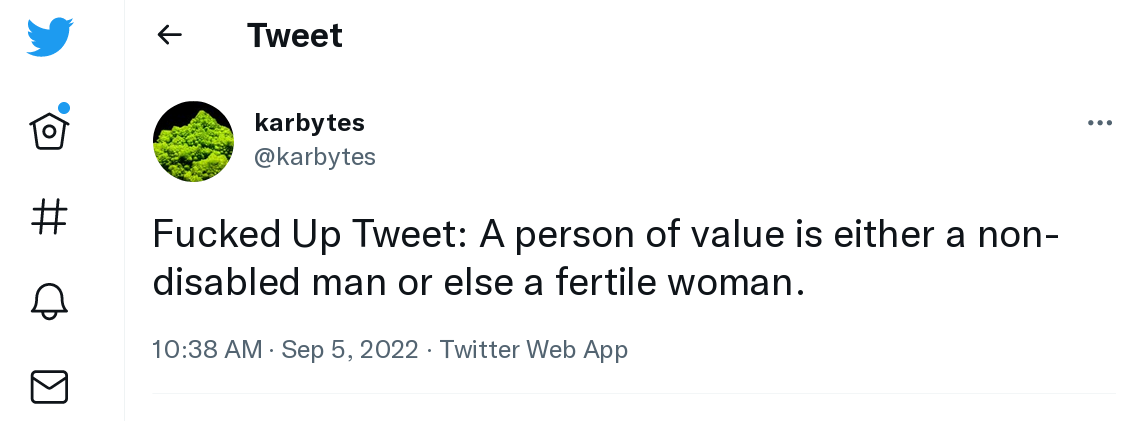 Tweet
karbytes
@karbytes
Fucked Up Tweet: A person of value is either a non-
disabled man or else a fertile woman.
10:38 AM · Sep 5, 2022 · Twitter Web App